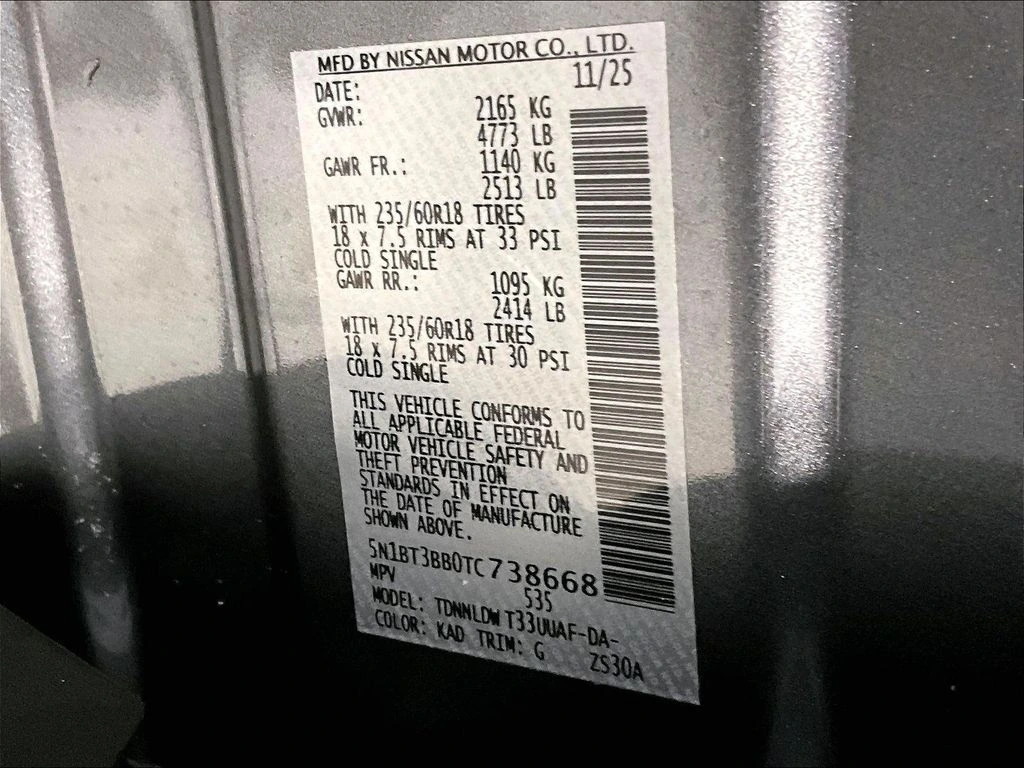 MFD BY NISSAN MOTOR CO., LTD.
DATE: 11/25
GVWR: 2165 KG
4773 LB
GAWR FR.: 1140 KG
2513 LB
WITH 235/60R18 TIRES
18 x 7.5 RIMS AT 33 PSI
COLD SINGLE
GAWR RR.: 1095 KG
2414 LB
WITH 235/60R18 TIRES
18 x 7.5 RIMS AT 30 PSI
COLD SINGLE
THIS VEHICLE CONFORMS TO
ALL APPLICABLE FEDERAL
MOTOR VEHICLE SAFETY AND
THEFT PREVENTION
STANDARDS IN EFFECT ON
THE DATE OF MANUFACTURE
SHOWN ABOVE.
5N1BT3BB0TC738668
MPV 535
MODEL: TDNNLDW T33UUAF-DA-
COLOR: KAD TRIM: G ZS30A